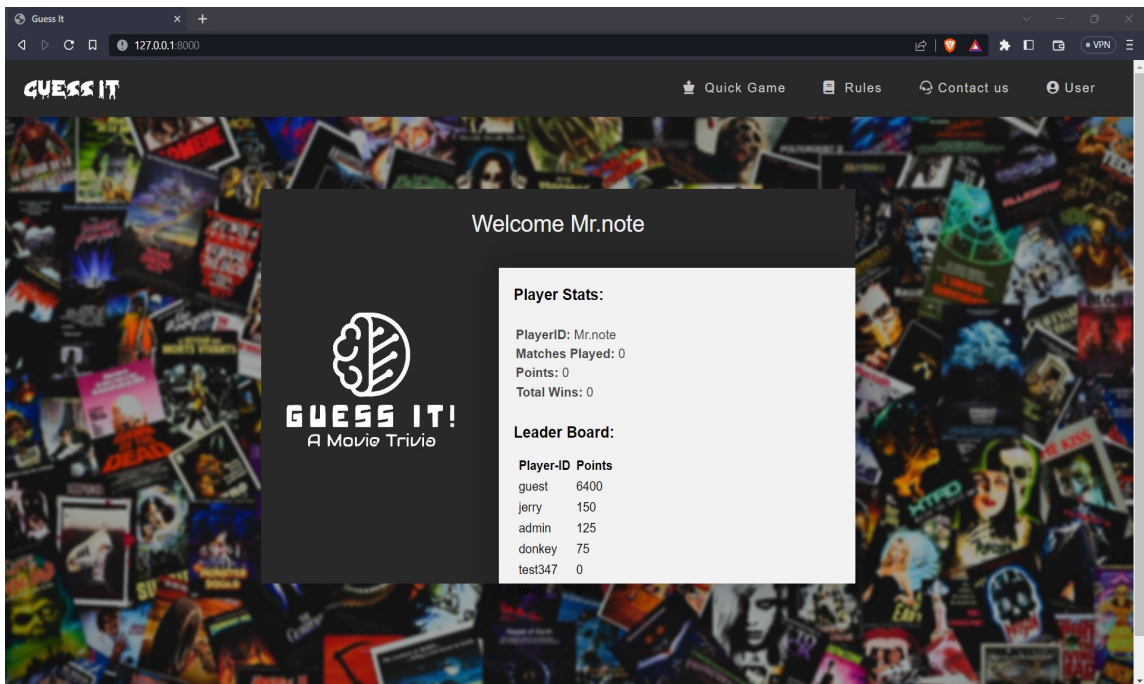 Guess It
127.0.0.1:8000
VPN
GUESS IT
Quick Game
Rules
Contact us
User
Welcome Mr.note
GUESS IT!
A Movie Trivia
Player Stats:
PlayerID: Mr.note
Matches Played: 0
Points: 0
Total Wins: 0
Leader Board:
Player-ID Points
guest 6400
jerry 150
admin 125
donkey 75
test347 0